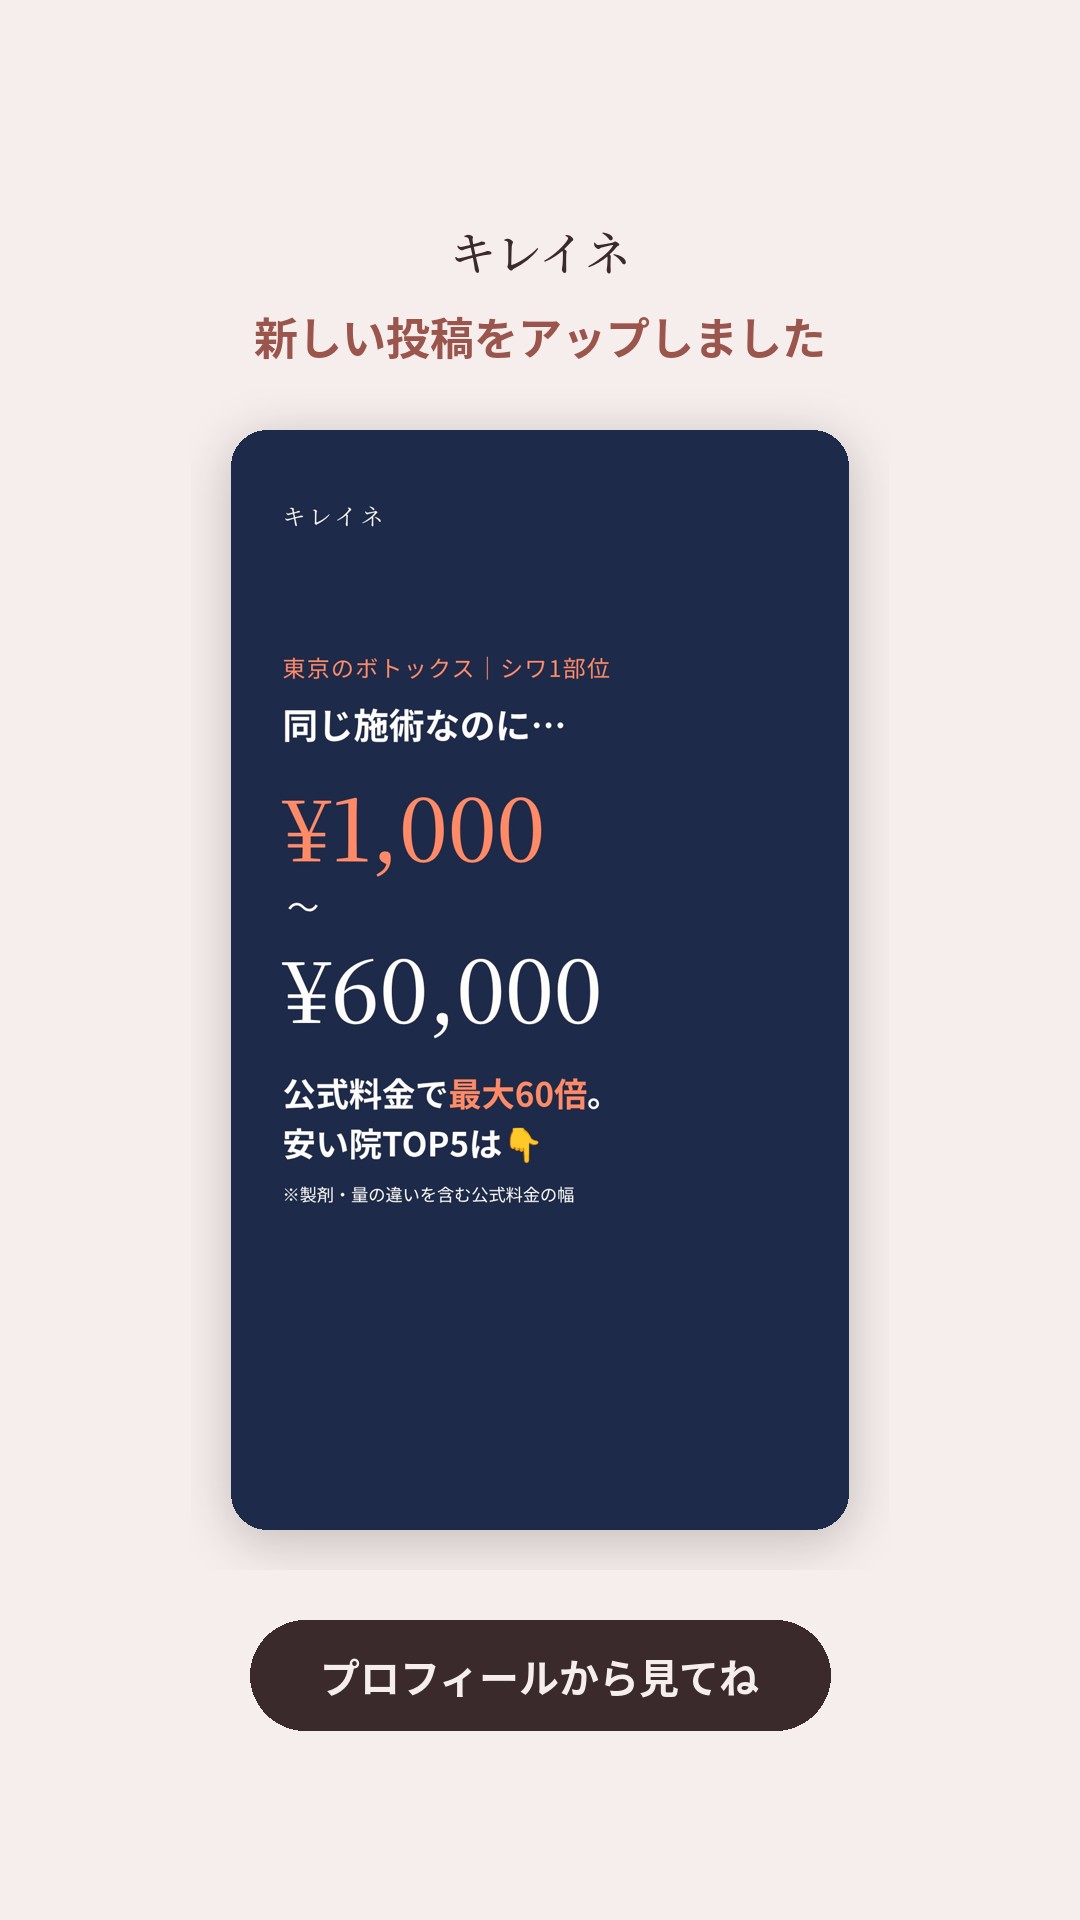 キレイネ
新しい投稿をアップしました
キレイネ
東京のボトックス｜シワ1部位
同じ施術なのに…
¥1,000
〜
¥60,000
公式料金で最大60倍。
安い院TOP5は👇
※製剤・量の違いを含む公式料金の幅
プロフィールから見てね